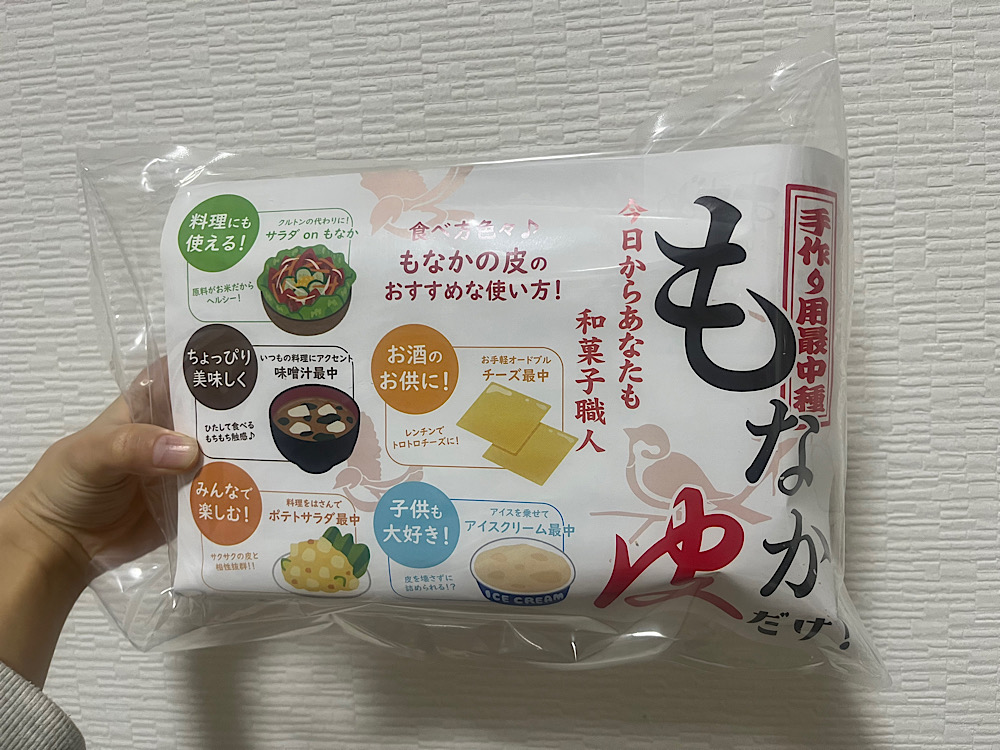 手作り用最中種
もなか
皮
だけ!
今日からあなたも
和菓子職人
食べ方色々♪
もなかの皮の
おすすめな使い方!
料理にも
使える!
クルトンの代わりに!
サラダ on もなか
原料がお米だから
ヘルシー!
ちょっぴり
美味しく
いつもの料理にアクセント
味噌汁最中
ひたして食べる
もちもち触感♪
お酒の
お供に!
お手軽オードブル
チーズ最中
レンチンで
トロトロチーズに!
みんなで
楽しむ!
料理をはさんで
ポテトサラダ最中
サクサクの皮と
相性抜群!!
子供も
大好き!
アイスを乗せて
アイスクリーム最中
皮を壊さずに
詰められる!?
ICE CREAM